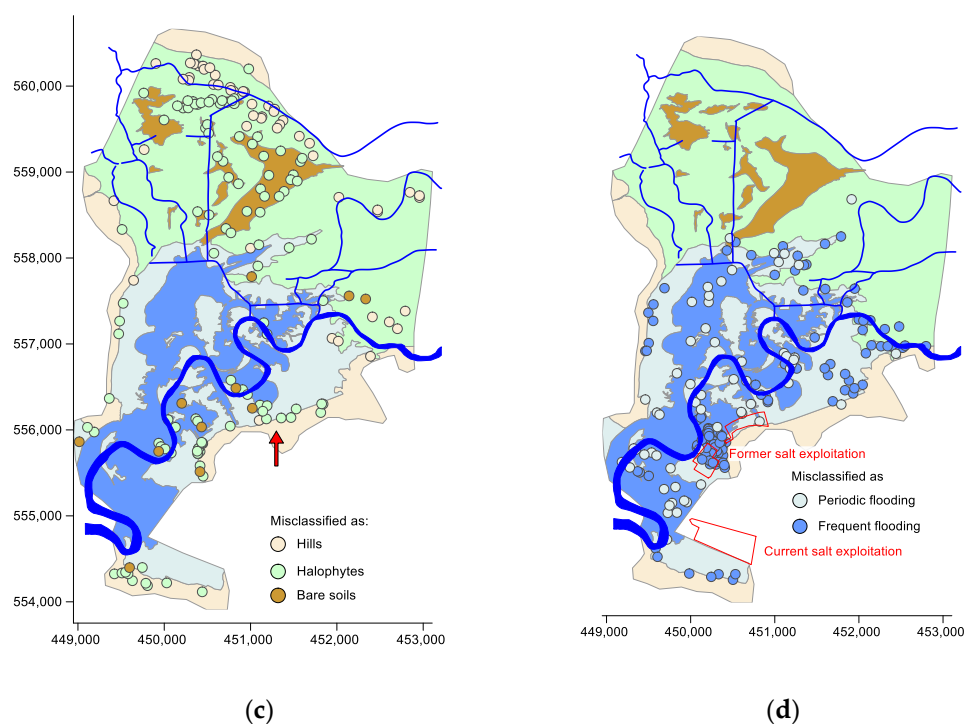 560,000
559,000
558,000
557,000
556,000
555,000
554,000
449,000 450,000 451,000 452,000 453,000
Misclassified as:
Hills
Halophytes
Bare soils
(c)
Former salt exploitation
Misclassified as
Periodic flooding
Frequent flooding
Current salt exploitation
449,000 450,000 451,000 452,000 453,000
(d)